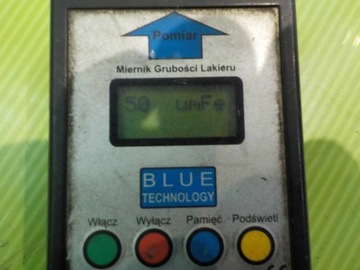 Pomiar
Miernik Grubości Lakieru
50 umFe
BLUE
TECHNOLOGY
Włącz Wyłącz Pamięć Podświetl